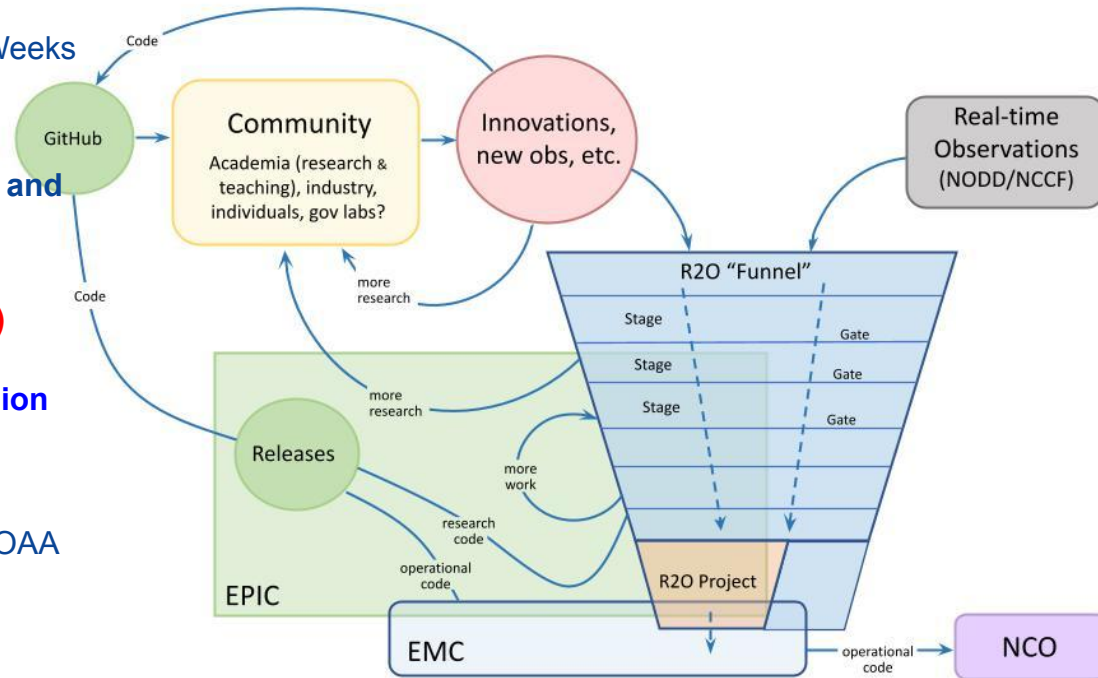 Weeks
and
)
ion
OAA
Code
GitHub
Community
Academia (research &
teaching), industry,
individuals, gov labs?
Innovations,
new obs, etc.
Real-time
Observations
(NODD/NCCF)
more
research
Code
R2O “Funnel”
Stage
Gate
Stage
Gate
Stage
Gate
more
research
Releases
more
work
research
code
operational
code
EPIC
R2O Project
EMC
operational
code
NCO